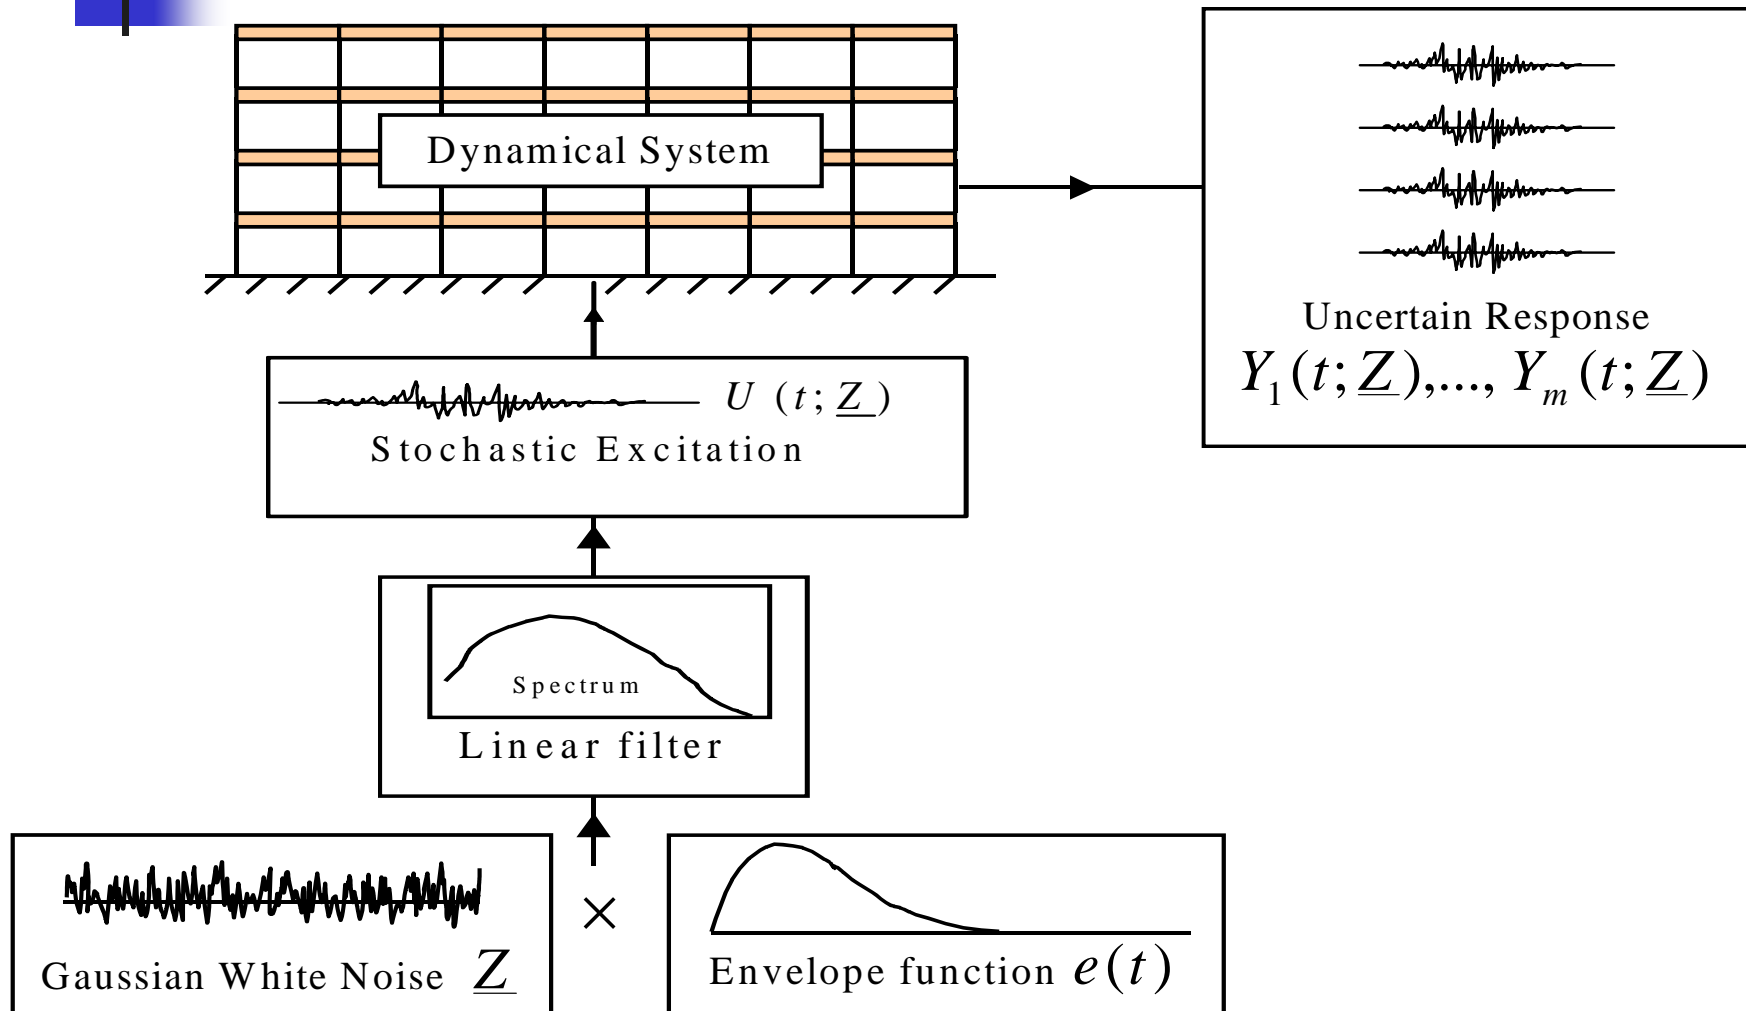 Dynamical System
Uncertain Response
Y₁(t; Z),..., Yₘ(t; Z)
U (t; Z)
Stochastic Excitation
Spectrum
Linear filter
×
Gaussian White Noise Z
Envelope function e(t)